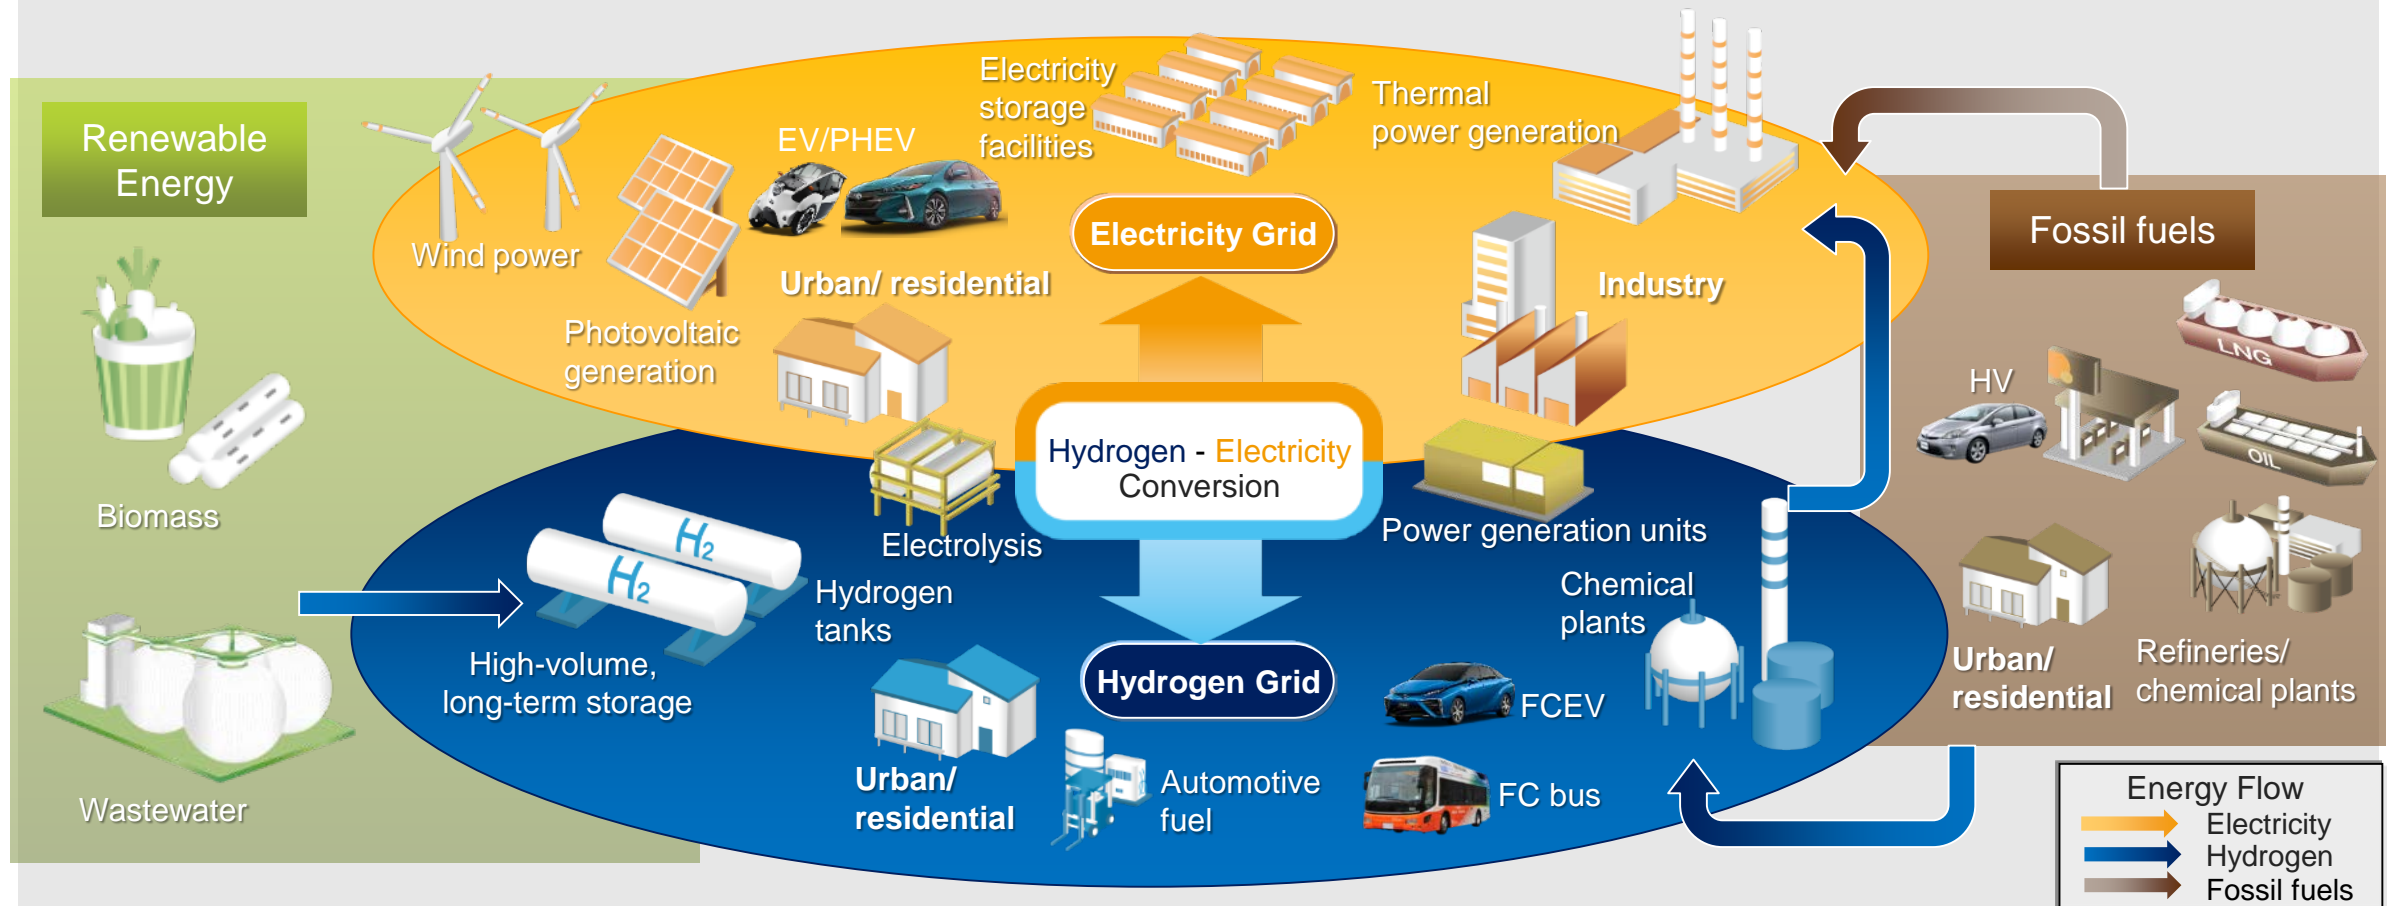 Renewable
Energy
Wind power
Photovoltaic
generation
EV/PHEV
Urban/ residential
Electricity
storage
facilities
Electricity Grid
Thermal
power generation
Industry
Fossil fuels
LNG
HV
OIL
Urban/
residential
Refineries/
chemical plants
Biomass
Wastewater
Hydrogen - Electricity
Conversion
Electrolysis
Power generation units
H2
H2
Hydrogen
tanks
High-volume,
long-term storage
Chemical
plants
Hydrogen Grid
FCEV
Urban/
residential
Automotive
fuel
FC bus
Energy Flow
Electricity
Hydrogen
Fossil fuels